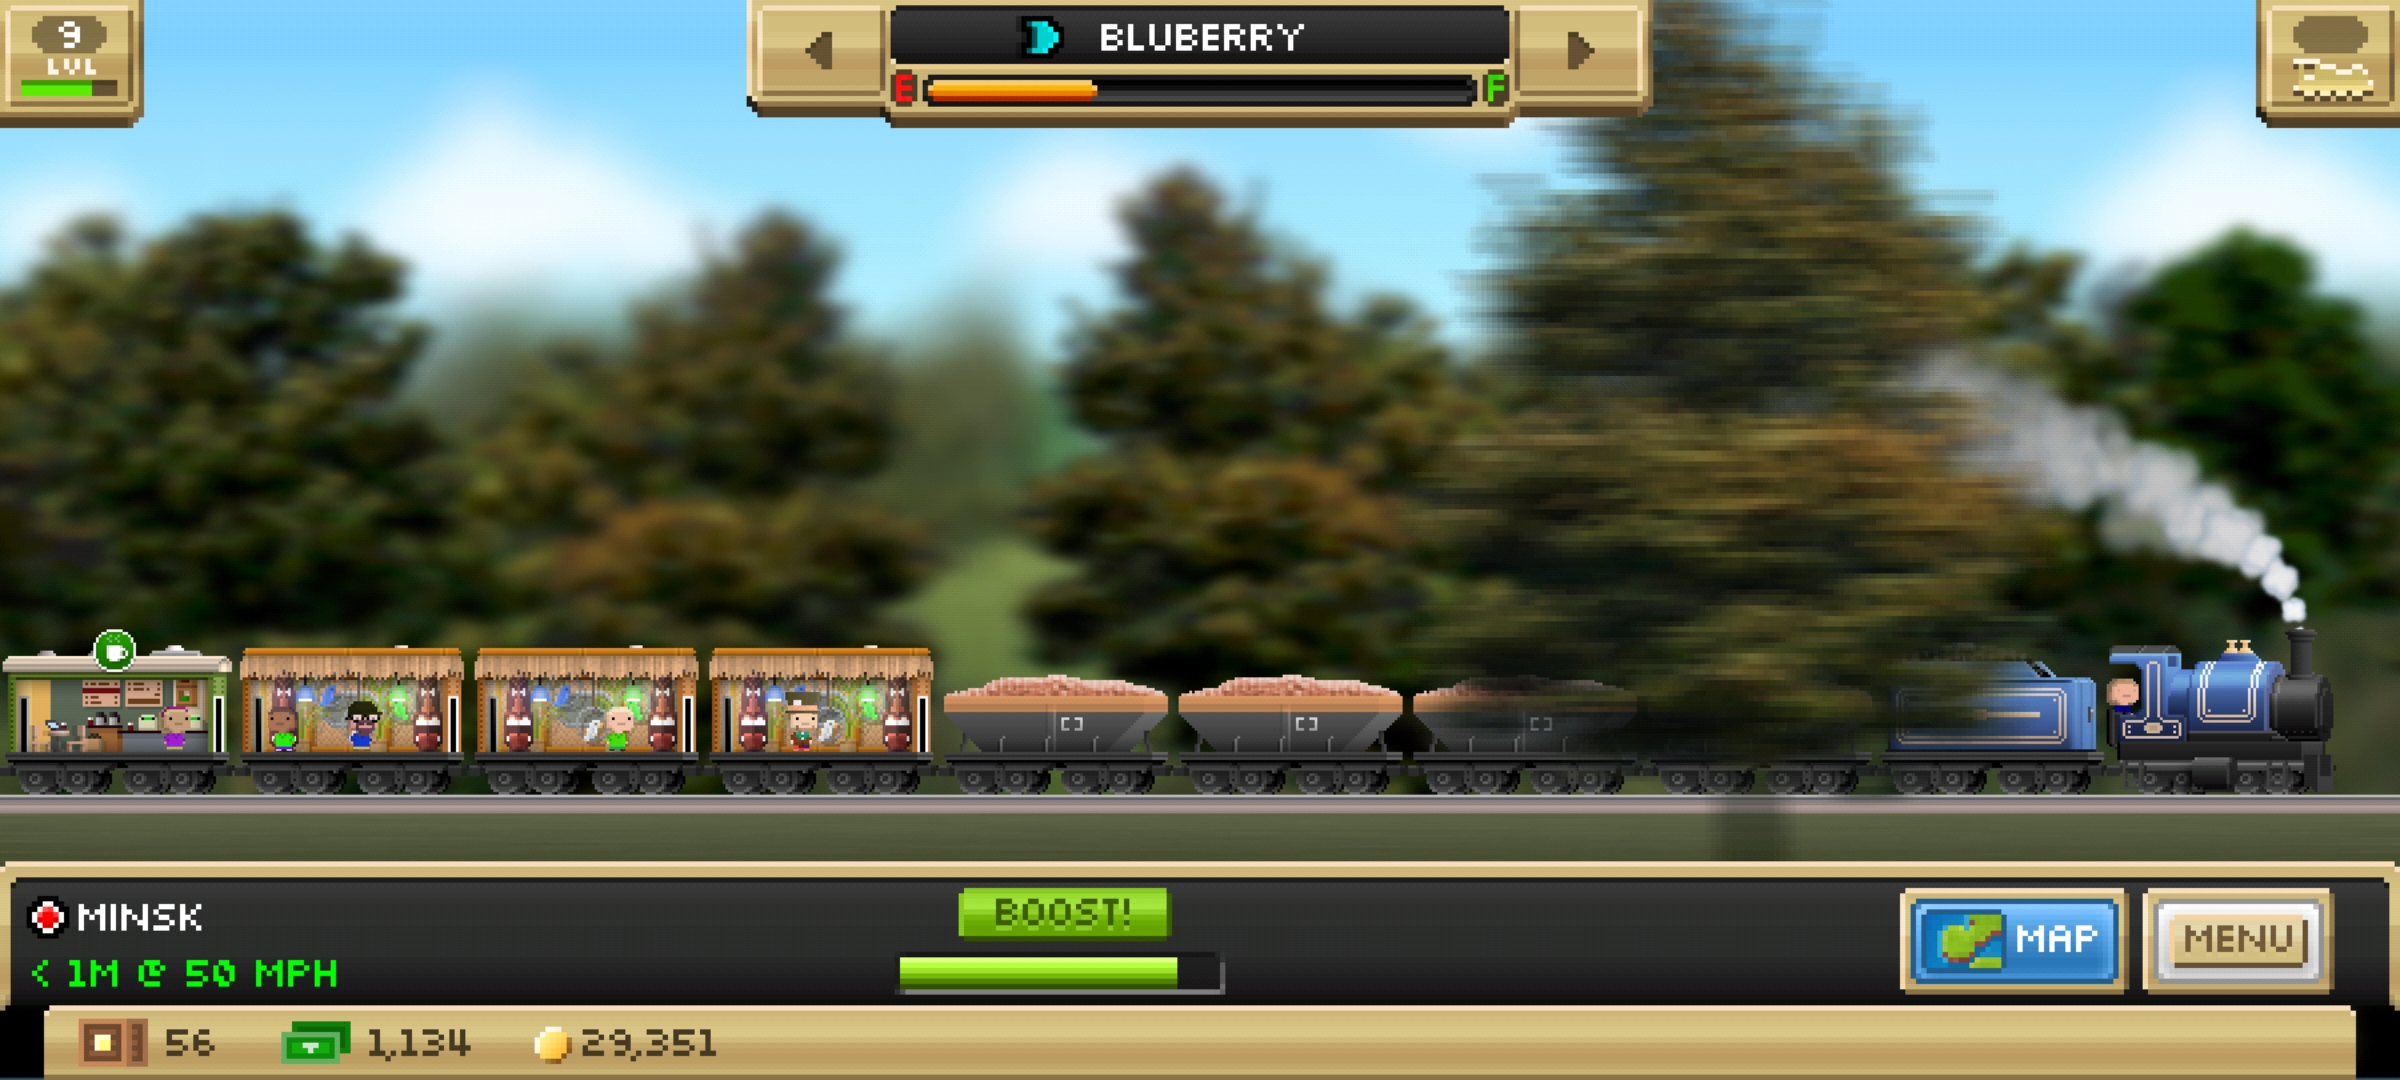 9
LVL
BLUBERRY
E F
MINSK
< 1M @ 50 MPH
BOOST!
MAP
MENU
56 1,134 29,351